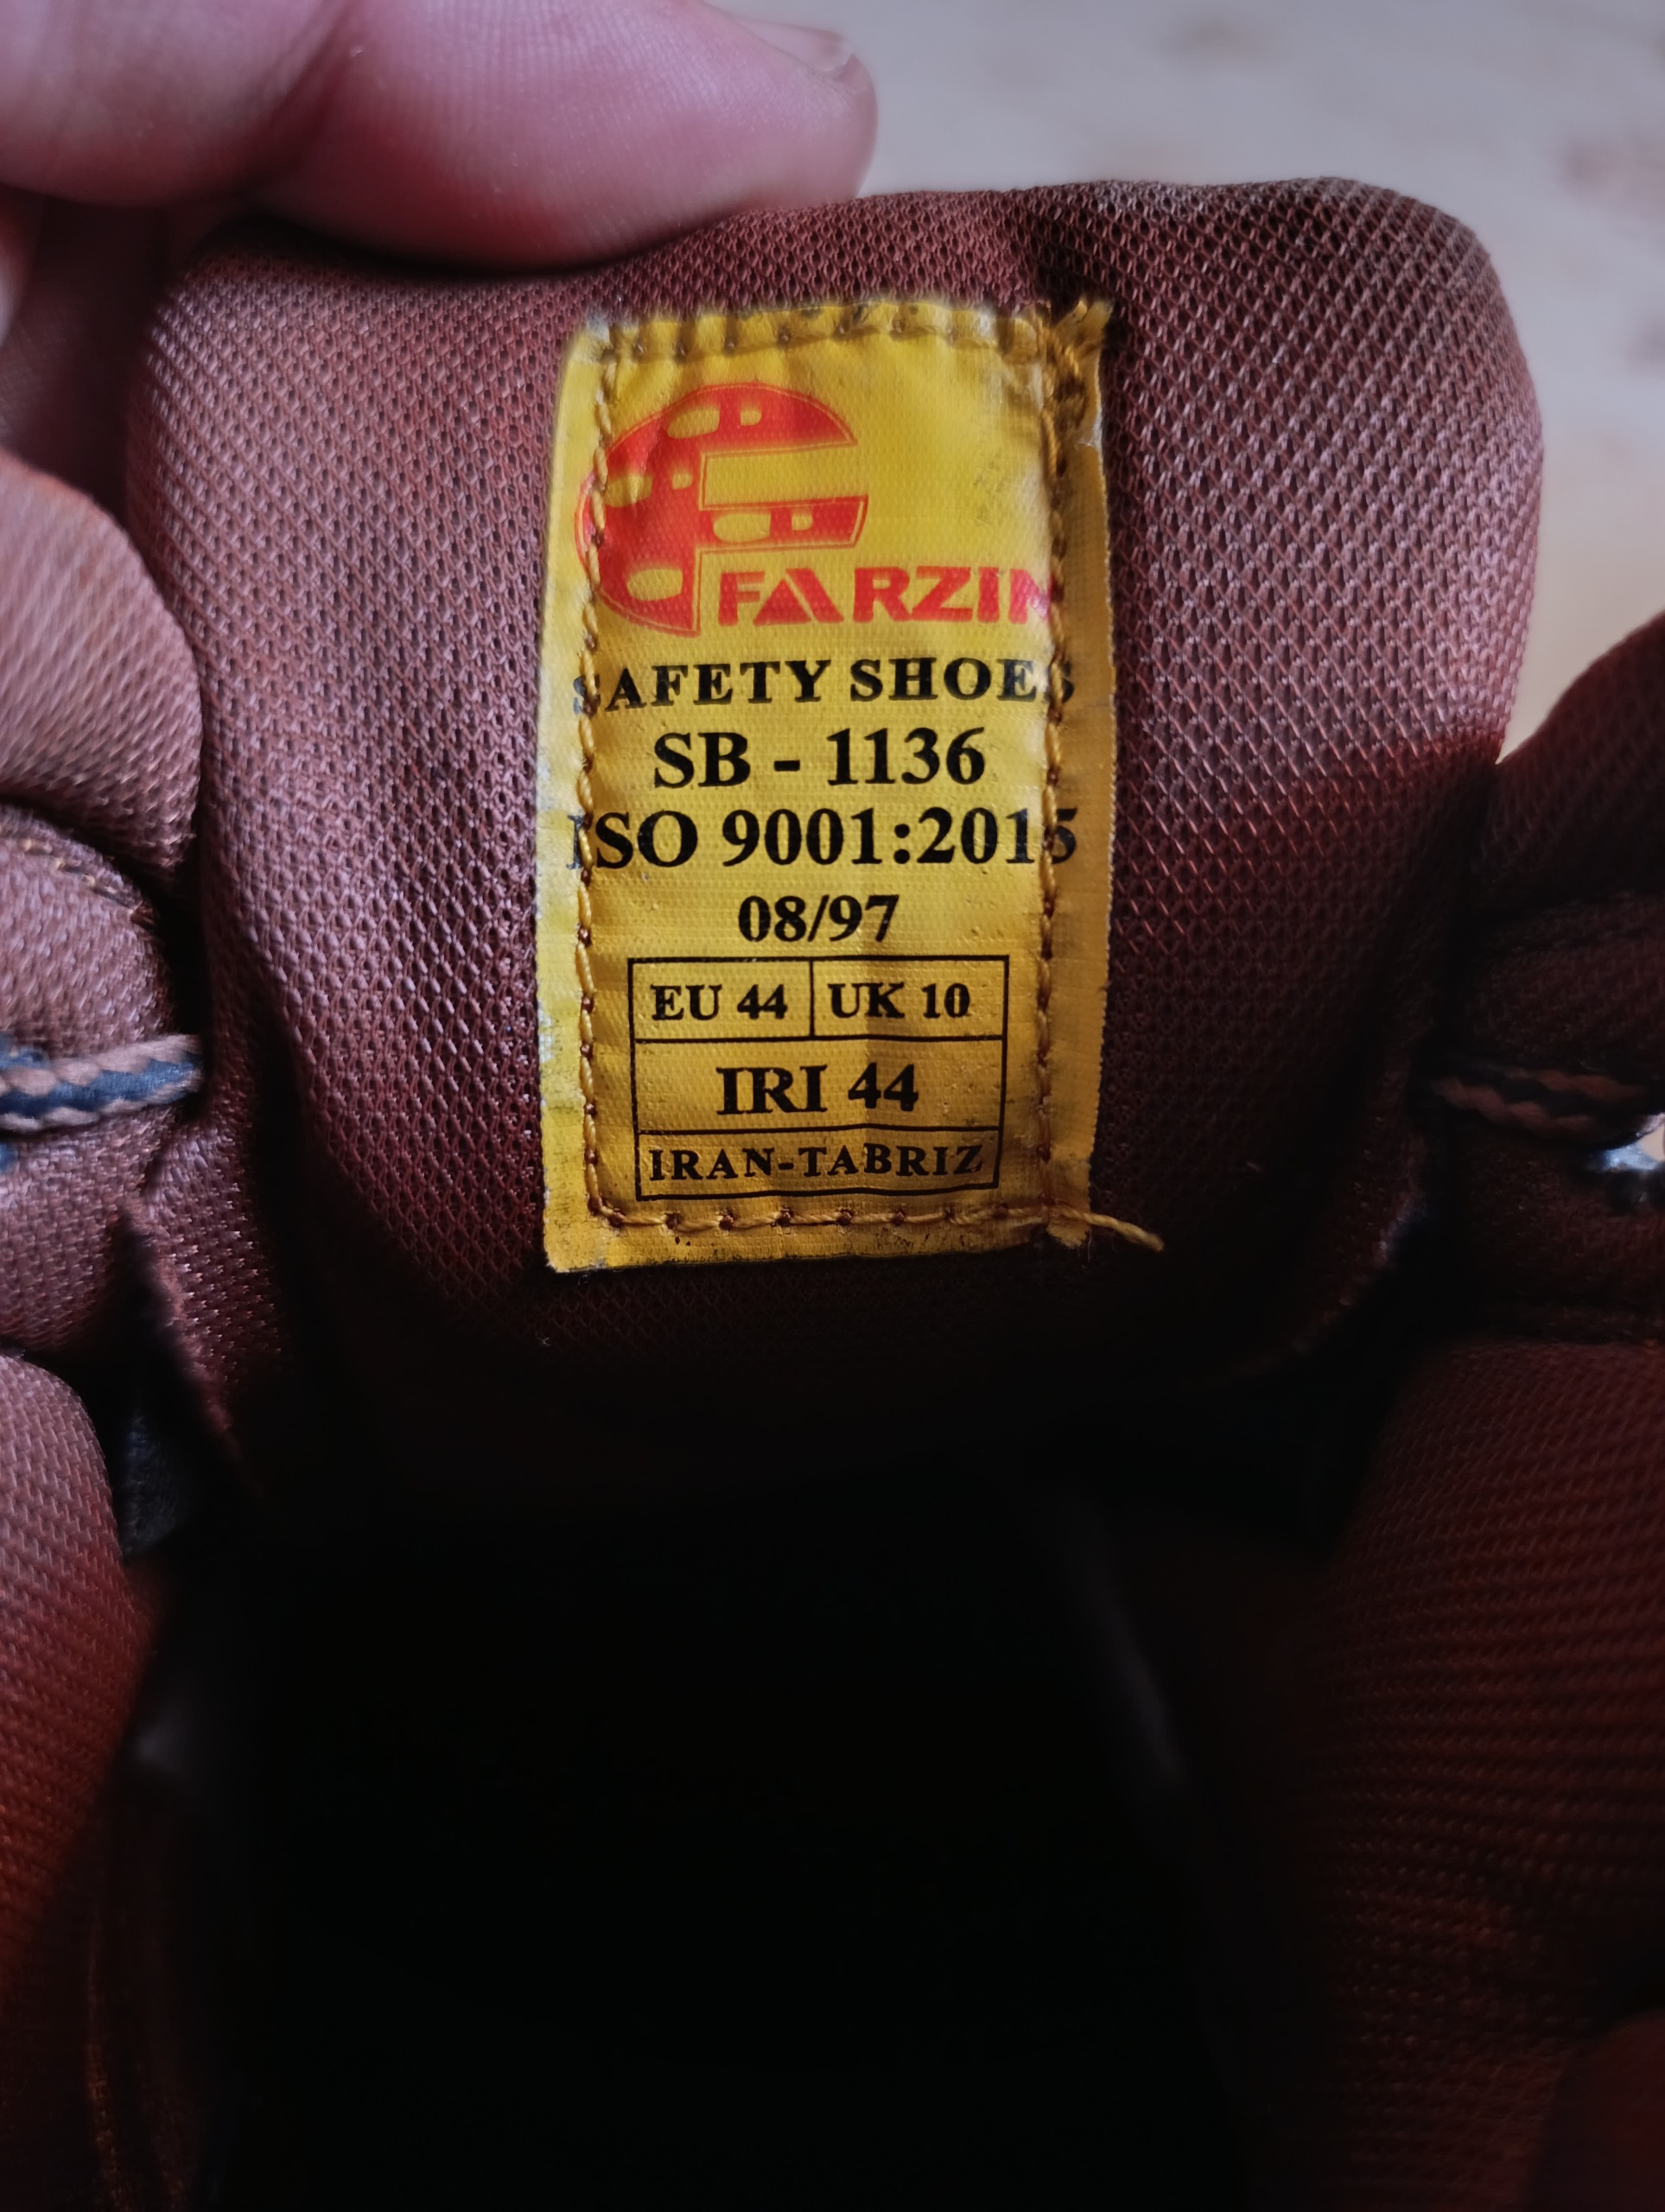 FARZIN
SAFETY SHOES
SB - 1136
ISO 9001:2015
08/97
EU 44 UK 10
IRI 44
IRAN-TABRIZ